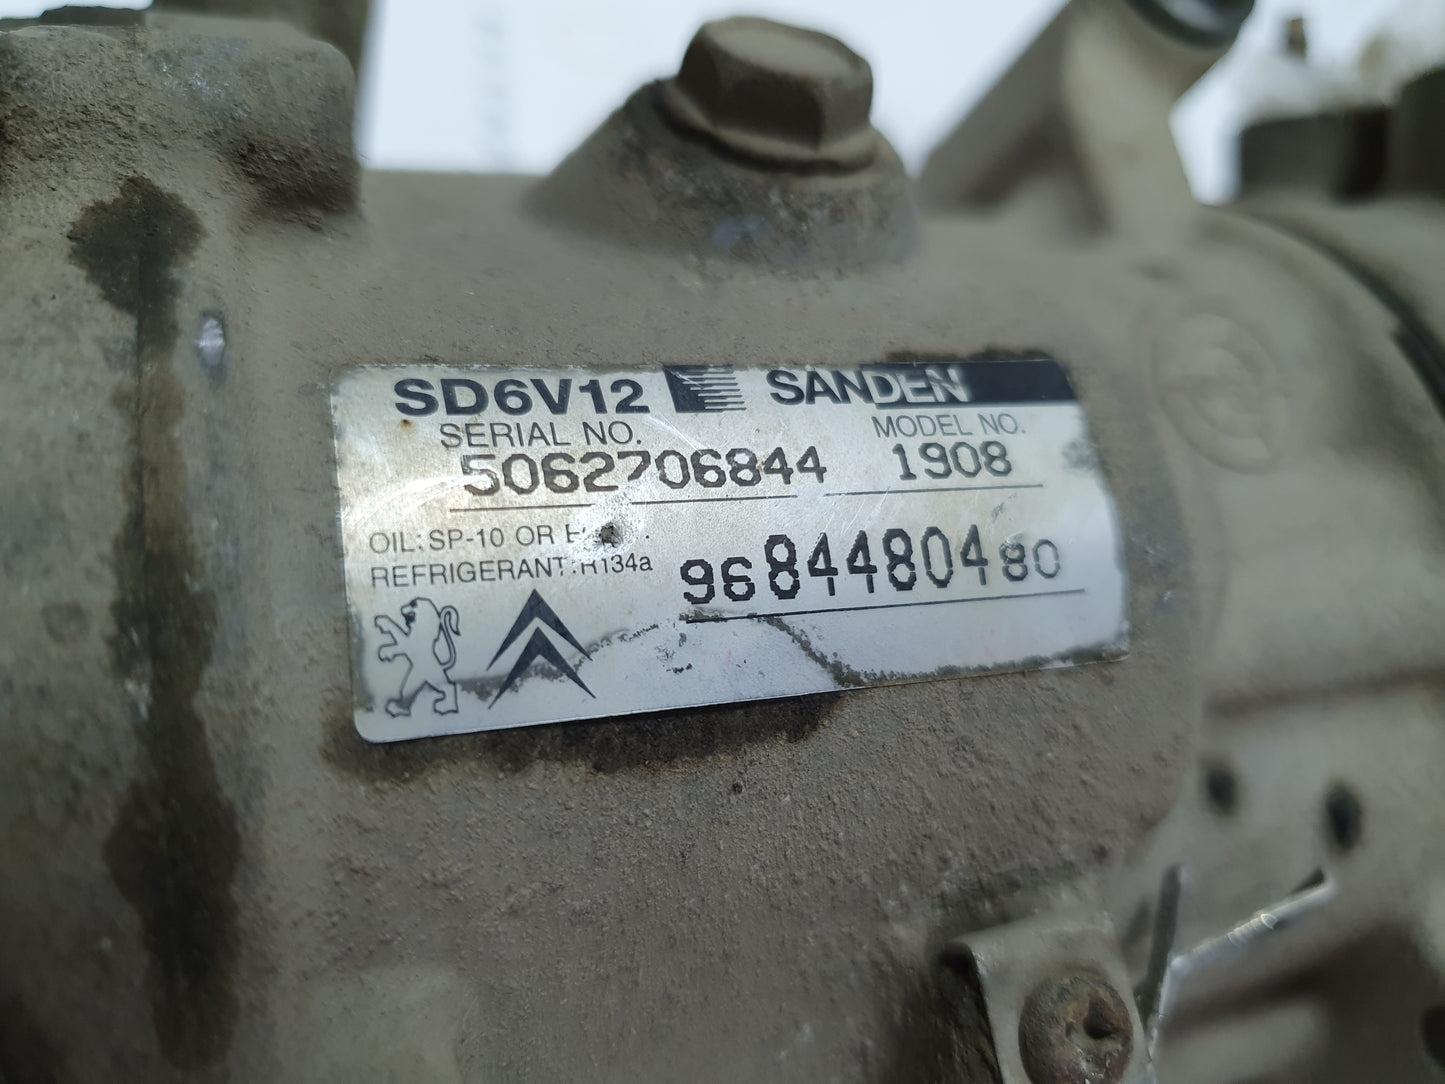 SD6V12 SANDEN
SERIAL NO. MODEL NO.
5062706844 1908
OIL: SP-10 OR
REFRIGERANT: R134a
9684480480